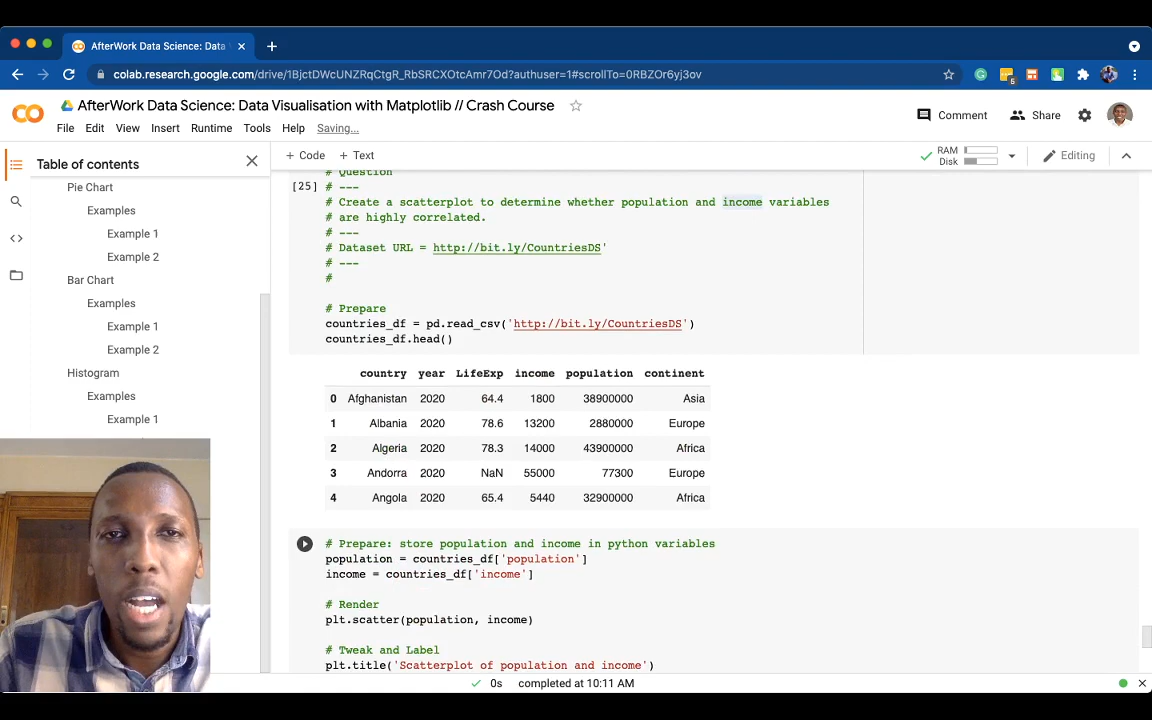 AfterWork Data Science: Data
colab.research.google.com/drive/1BjctDWcUNZRqCtgR_RbSRCXOtcAmr7Od?authuser=1#scrollTo=0RBZOr6yj3ov
6
AfterWork Data Science: Data Visualisation with Matplotlib // Crash Course
Comment
Share
File Edit View Insert Runtime Tools Help Saving...
+ Code + Text
RAM
Disk
Editing
Table of contents
Pie Chart
Examples
Example 1
Example 2
Bar Chart
Examples
Example 1
Example 2
Histogram
Examples
Example 1
# Question
[25] # ---
# Create a scatterplot to determine whether population and income variables
# are highly correlated.
# ---
# Dataset URL = http://bit.ly/CountriesDS'
# ---
#
# Prepare
countries_df = pd.read_csv('http://bit.ly/CountriesDS')
countries_df.head()
country year LifeExp income population continent
0 Afghanistan 2020 64.4 1800 38900000 Asia
1 Albania 2020 78.6 13200 2880000 Europe
2 Algeria 2020 78.3 14000 43900000 Africa
3 Andorra 2020 NaN 55000 77300 Europe
4 Angola 2020 65.4 5440 32900000 Africa
# Prepare: store population and income in python variables
population = countries_df['population']
income = countries_df['income']
# Render
plt.scatter(population, income)
# Tweak and Label
plt.title('Scatterplot of population and income')
0s completed at 10:11 AM